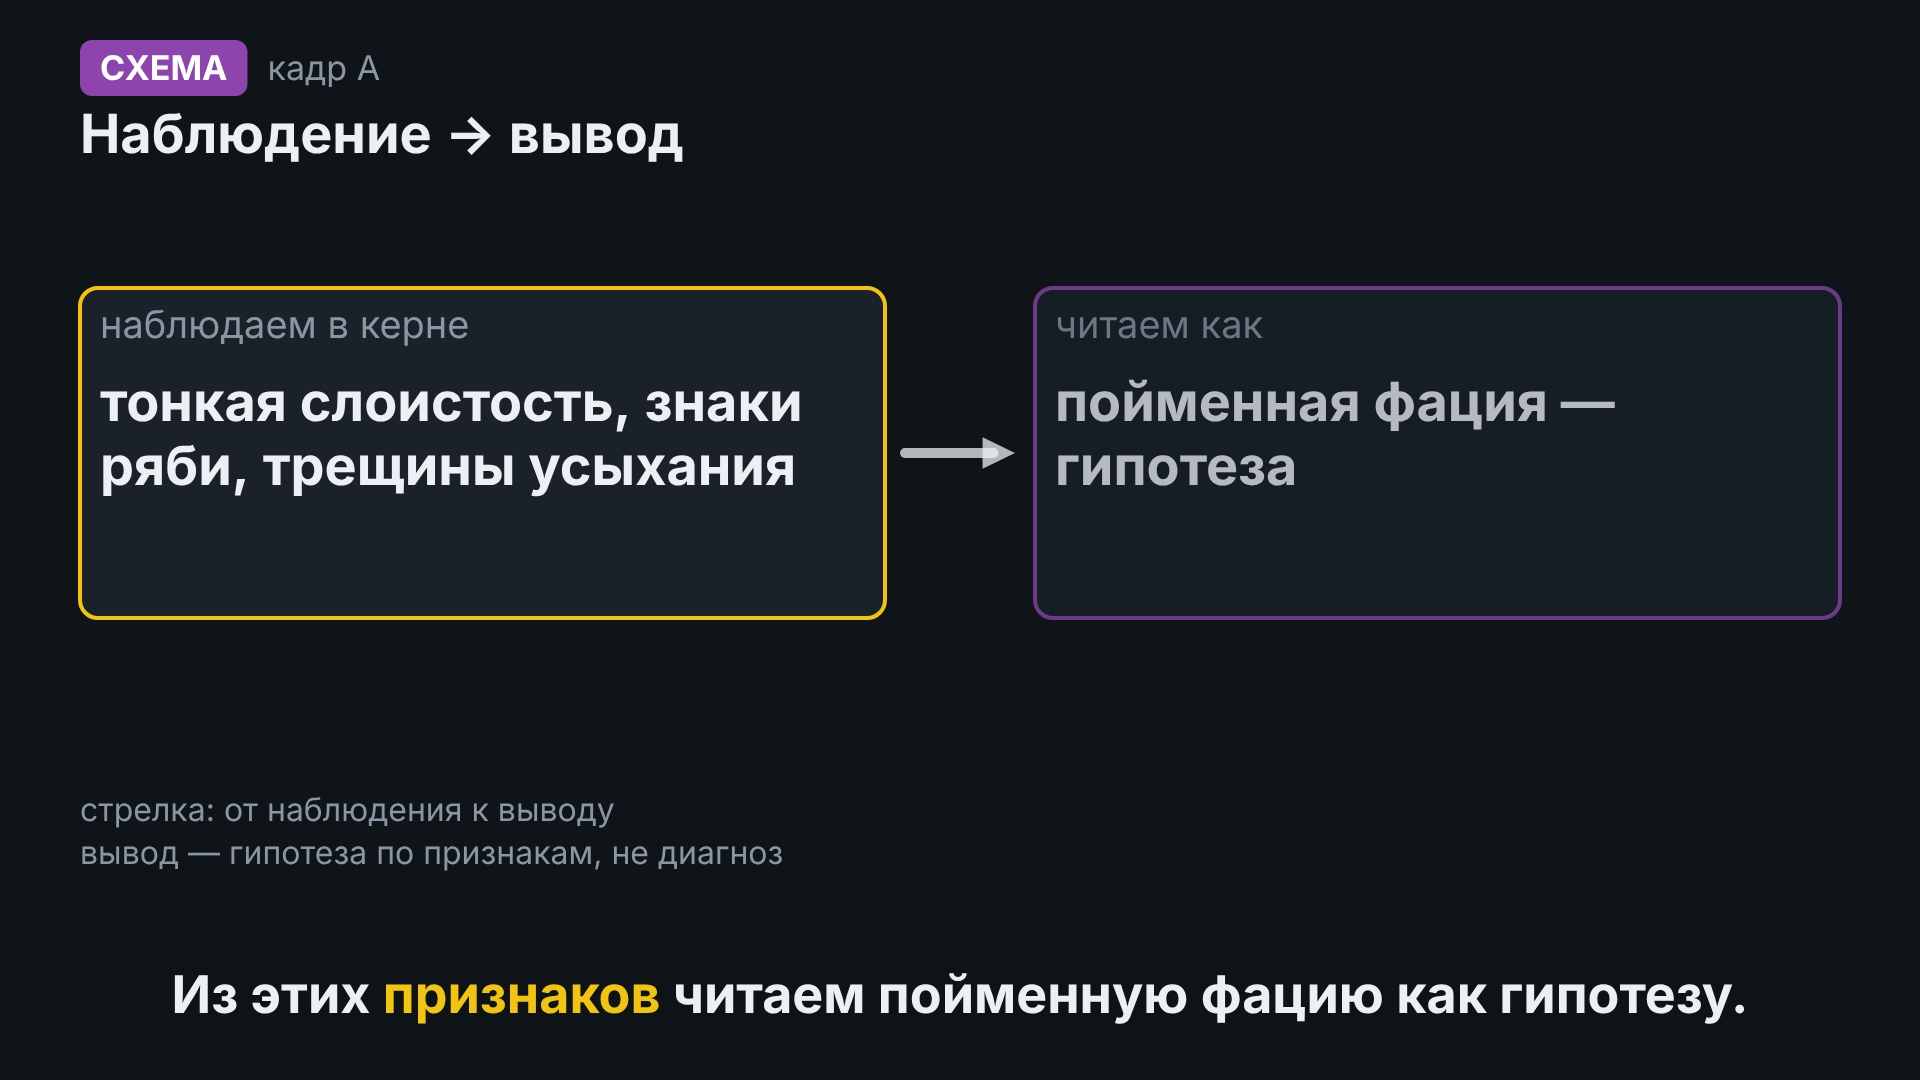 СХЕМА кадр А
Наблюдение → вывод
наблюдаем в керне
тонкая слоистость, знаки
ряби, трещины усыхания
читаем как
пойменная фация —
гипотеза
стрелка: от наблюдения к выводу
вывод — гипотеза по признакам, не диагноз
Из этих признаков читаем пойменную фацию как гипотезу.